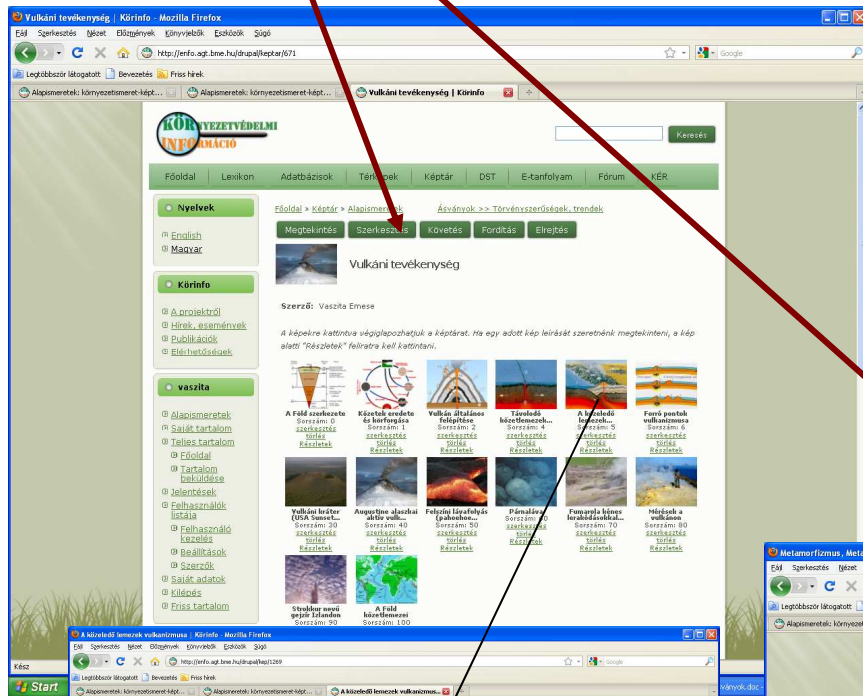 Vulkáni tevékenység | Körinfo - Mozilla Firefox
Fájl Szerkesztés Nézet Előzmények Könyvjelzők Eszközök Súgó
http://enfo.agt.bme.hu/drupal/keptar/671
Google
Legtöbbször látogatott Bevezetés Friss hírek
Alapismeretek: környezetismeret-képt... Alapismeretek: környezetismeret-képt... Vulkáni tevékenység | Körinfo
KÖRNYEZETVÉDELMI
INFORMÁCIÓ
Keresés
Főoldal Lexikon Adatbázisok Térképek Képtár DST E-tanfolyam Fórum KÉR
Nyelvek
English
Magyar
Körinfo
A projektről
Hírek, események
Publikációk
Elérhetőségek
vaszita
Alapismeretek
Saját tartalom
Teljes tartalom
Főoldal
Tartalom
beküldése
Jelentések
Felhasználók
listája
Felhasználó
kezelés
Beállítások
Szerzők
Saját adatok
Kilépés
Friss tartalom
Főoldal » Képtár » Alapismeretek Ásványok >> Törvényszerűségek, trendek
Megtekintés Szerkesztés Követés Fordítás Elrejtés
Vulkáni tevékenység
Szerző: Vaszita Emese
A képekre kattintva végiglapozhatjuk a képtárat. Ha egy adott kép leírását szeretnénk megtekinteni, a kép
alatti "Részletek" feliratra kell kattintani.
A Föld szerkezete
Sorszám: 0
szerkesztés
törlés
Részletek
Kőzetek eredete
és körforgása
Sorszám: 1
szerkesztés
törlés
Részletek
Vulkán általános
felépítése
Sorszám: 2
szerkesztés
törlés
Részletek
Távolodó
kőzetlemezek...
Sorszám: 4
szerkesztés
törlés
Részletek
A közeledő
lemezek...
Sorszám: 5
szerkesztés
törlés
Részletek
Forró pontok
vulkanizmusa
Sorszám: 6
szerkesztés
törlés
Részletek
Vulkáni kráter
(USA Sunset...
Sorszám: 30
szerkesztés
törlés
Részletek
Augustine alaszkai
aktív vulk...
Sorszám: 40
szerkesztés
törlés
Részletek
Felszíni lávafolyás
(pahoehoe...
Sorszám: 50
szerkesztés
törlés
Részletek
Párnaláva
szerkesztés
törlés
Részletek
Fumarola kénes
lerakódásokkal...
Sorszám: 70
szerkesztés
törlés
Részletek
Mérések a
vulkánon
Sorszám: 80
szerkesztés
törlés
Részletek
Strokkur nevű
gejzír Izlandon
Sorszám: 90
A Föld
kőzetlemezei
Sorszám: 100
Kész
Start
A közeledő lemezek vulkanizmusa | Körinfo - Mozilla Firefox
Fájl Szerkesztés Nézet Előzmények Könyvjelzők Eszközök Súgó
http://enfo.agt.bme.hu/drupal/kep/1269
Google
Legtöbbször látogatott Bevezetés Friss hírek
Alapismeretek: környezetismeret-képt... Alapismeretek: környezetismeret-képt... A közeledő lemezek vulkanizmus...
ványok.doc -
Metamorfizmus, Meta
Fájl Szerkesztés Nézet
Legtöbbször látogatott
Alapismeretek: környezet